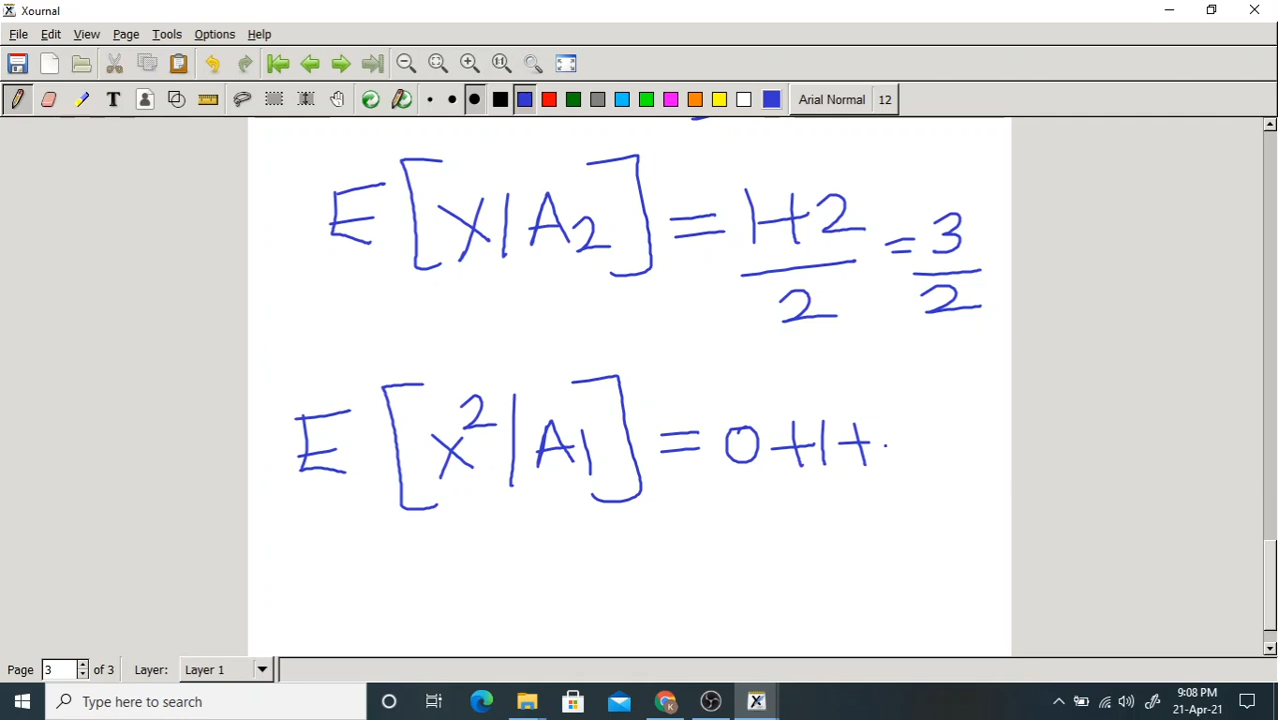 Xournal
File Edit View Page Tools Options Help
Arial Normal 12
E[X|A2] = 1+2/2 = 3/2
E[x²|A1] = 0+1+
Page 3 of 3 Layer: Layer 1
Type here to search
9:08 PM
21-Apr-21